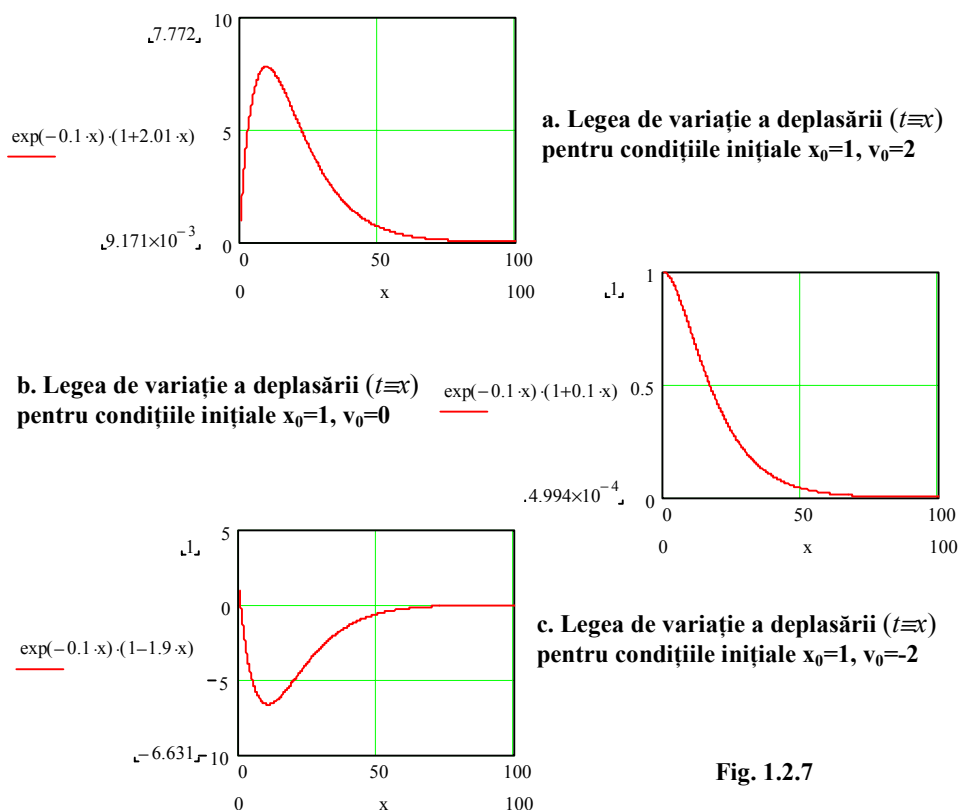 10
7.772
exp(−0.1·x)·(1+2.01·x)
5
9.171×10⁻³
0
0 50 100
0 x 100
a. Legea de variație a deplasării (t≡x)
pentru condițiile inițiale x₀=1, v₀=2
1
1
exp(−0.1·x)·(1+0.1·x)
0.5
4.994×10⁻⁴
0
0 50 100
0 x 100
b. Legea de variație a deplasării (t≡x)
pentru condițiile inițiale x₀=1, v₀=0
5
1
0
exp(−0.1·x)·(1−1.9·x)
−5
−6.631
−10
0 50 100
0 x 100
c. Legea de variație a deplasării (t≡x)
pentru condițiile inițiale x₀=1, v₀=-2
Fig. 1.2.7